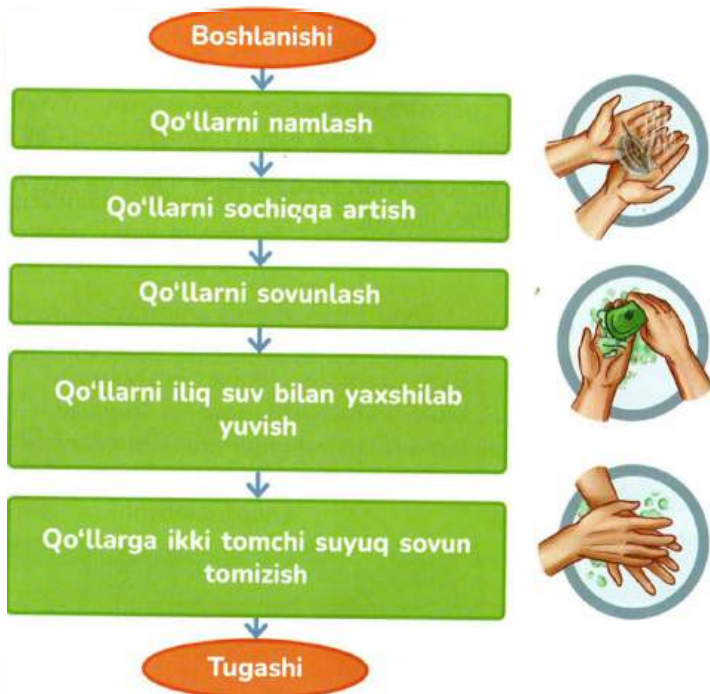 Boshlanishi
Qo‘llarni namlash
Qo‘llarni sochiqqa artish
Qo‘llarni sovunlash
Qo‘llarni iliq suv bilan yaxshilab
yuvish
Qo‘llarga ikki tomchi suyuq sovun
tomizish
Tugashi